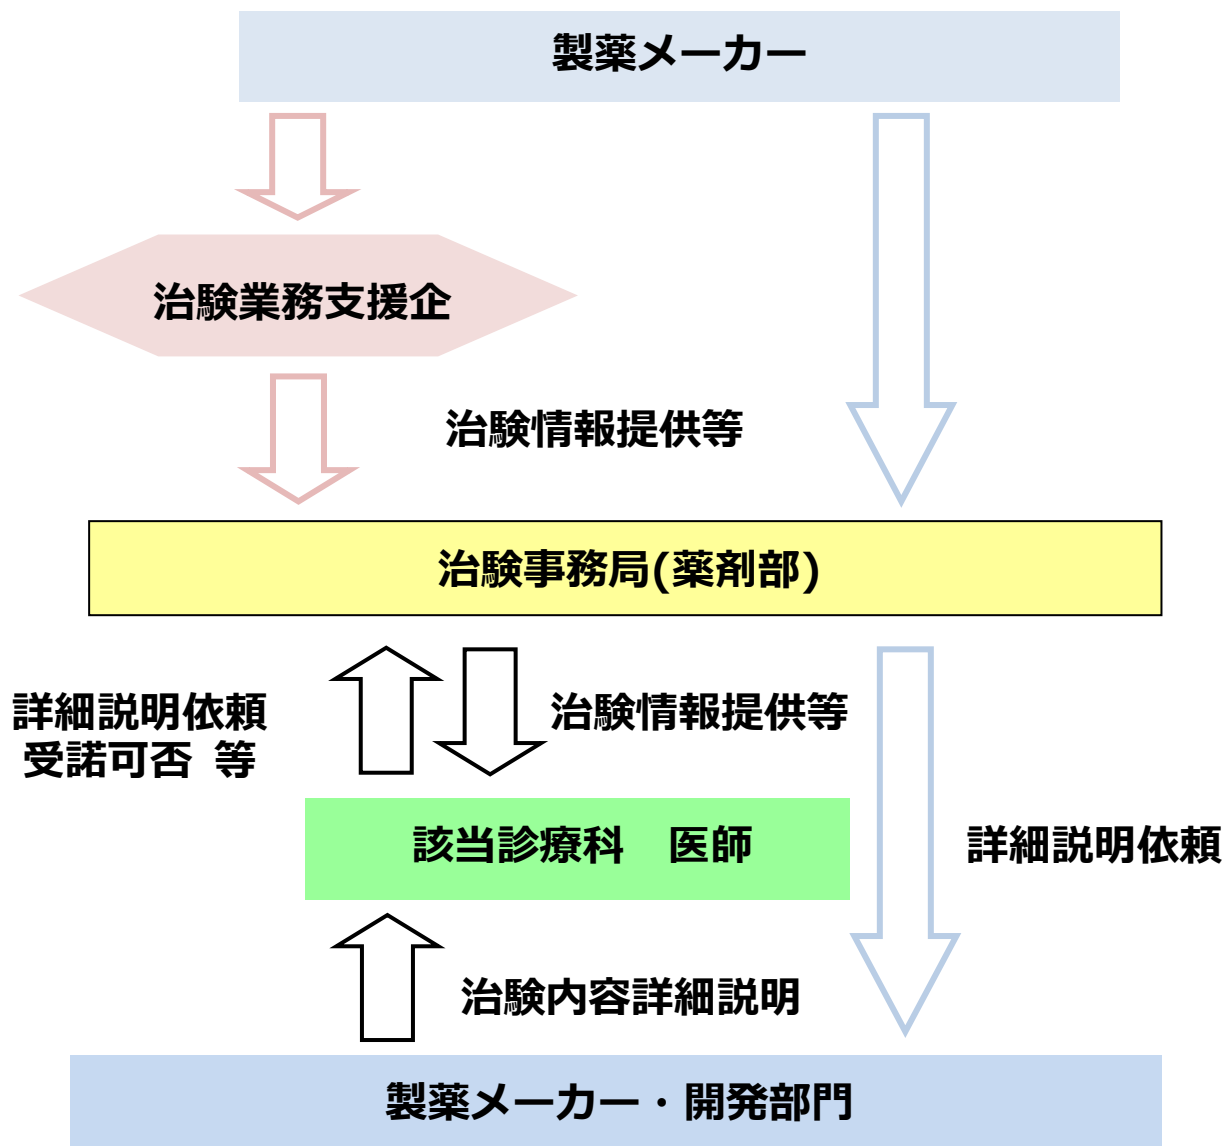 製薬メーカー
治験業務支援企
治験情報提供等
治験事務局(薬剤部)
詳細説明依頼
受諾可否 等
治験情報提供等
該当診療科　医師
詳細説明依頼
治験内容詳細説明
製薬メーカー・開発部門